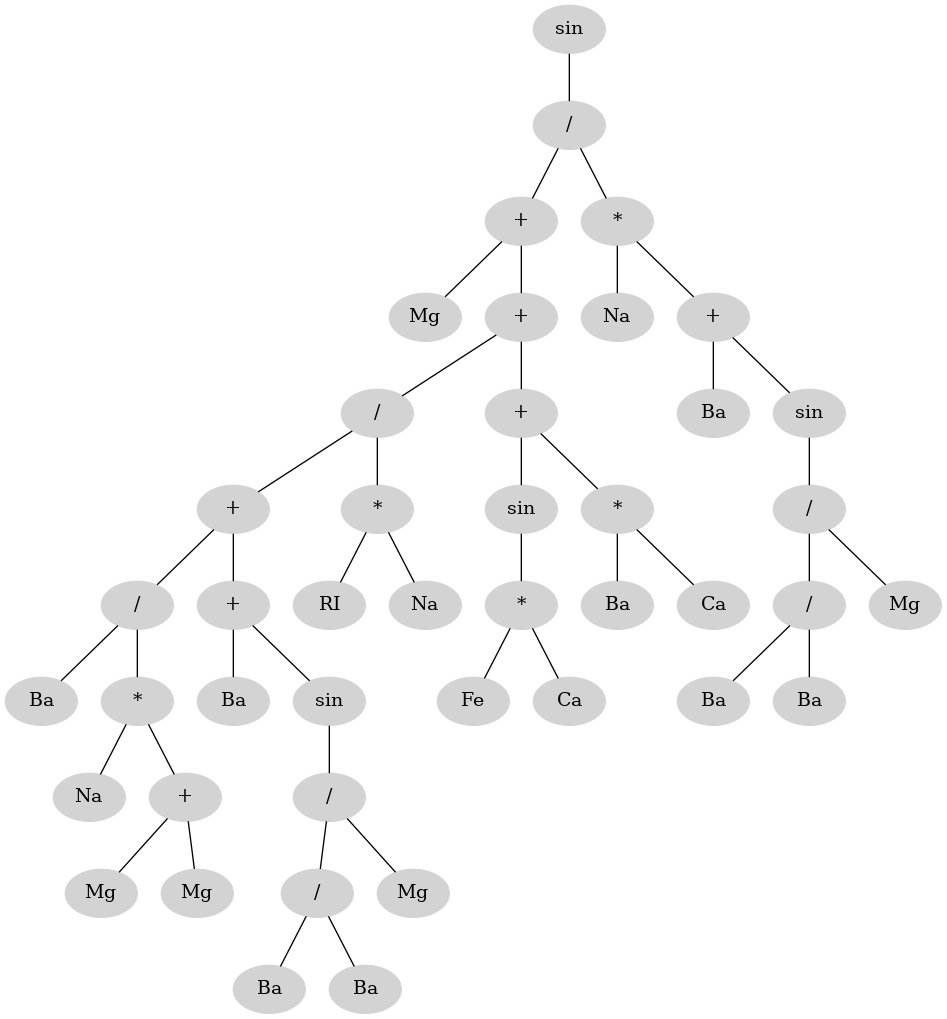 sin
/
+ *
Mg + Na +
/ + Ba sin
+ * sin * /
/ + RI Na * Ba Ca / Mg
Ba * Ba sin Fe Ca Ba Ba
Na + /
Mg Mg / Mg
Ba Ba